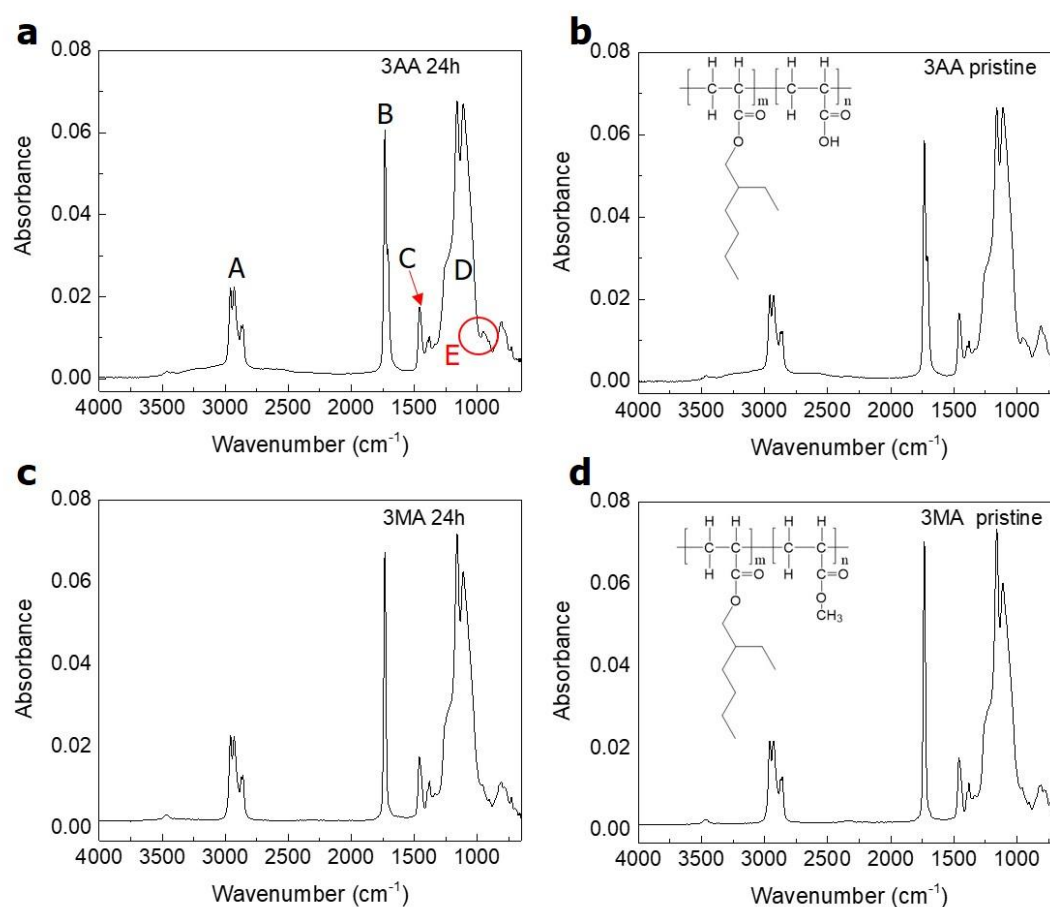 a
3AA 24h
0.08
0.06
0.04
0.02
0.00
Absorbance
A
B
C
D
E
4000 3500 3000 2500 2000 1500 1000
Wavenumber (cm⁻¹)
b
3AA pristine
0.08
0.06
0.04
0.02
0.00
Absorbance
H H H H
C C C C
H H
m n
C=O C=O
O OH
4000 3500 3000 2500 2000 1500 1000
Wavenumber (cm⁻¹)
c
3MA 24h
0.08
0.06
0.04
0.02
0.00
Absorbance
4000 3500 3000 2500 2000 1500 1000
Wavenumber (cm⁻¹)
d
3MA pristine
0.08
0.06
0.04
0.02
0.00
Absorbance
H H H H
C C C C
H H
m n
C=O C=O
O O
CH₃
4000 3500 3000 2500 2000 1500 1000
Wavenumber (cm⁻¹)